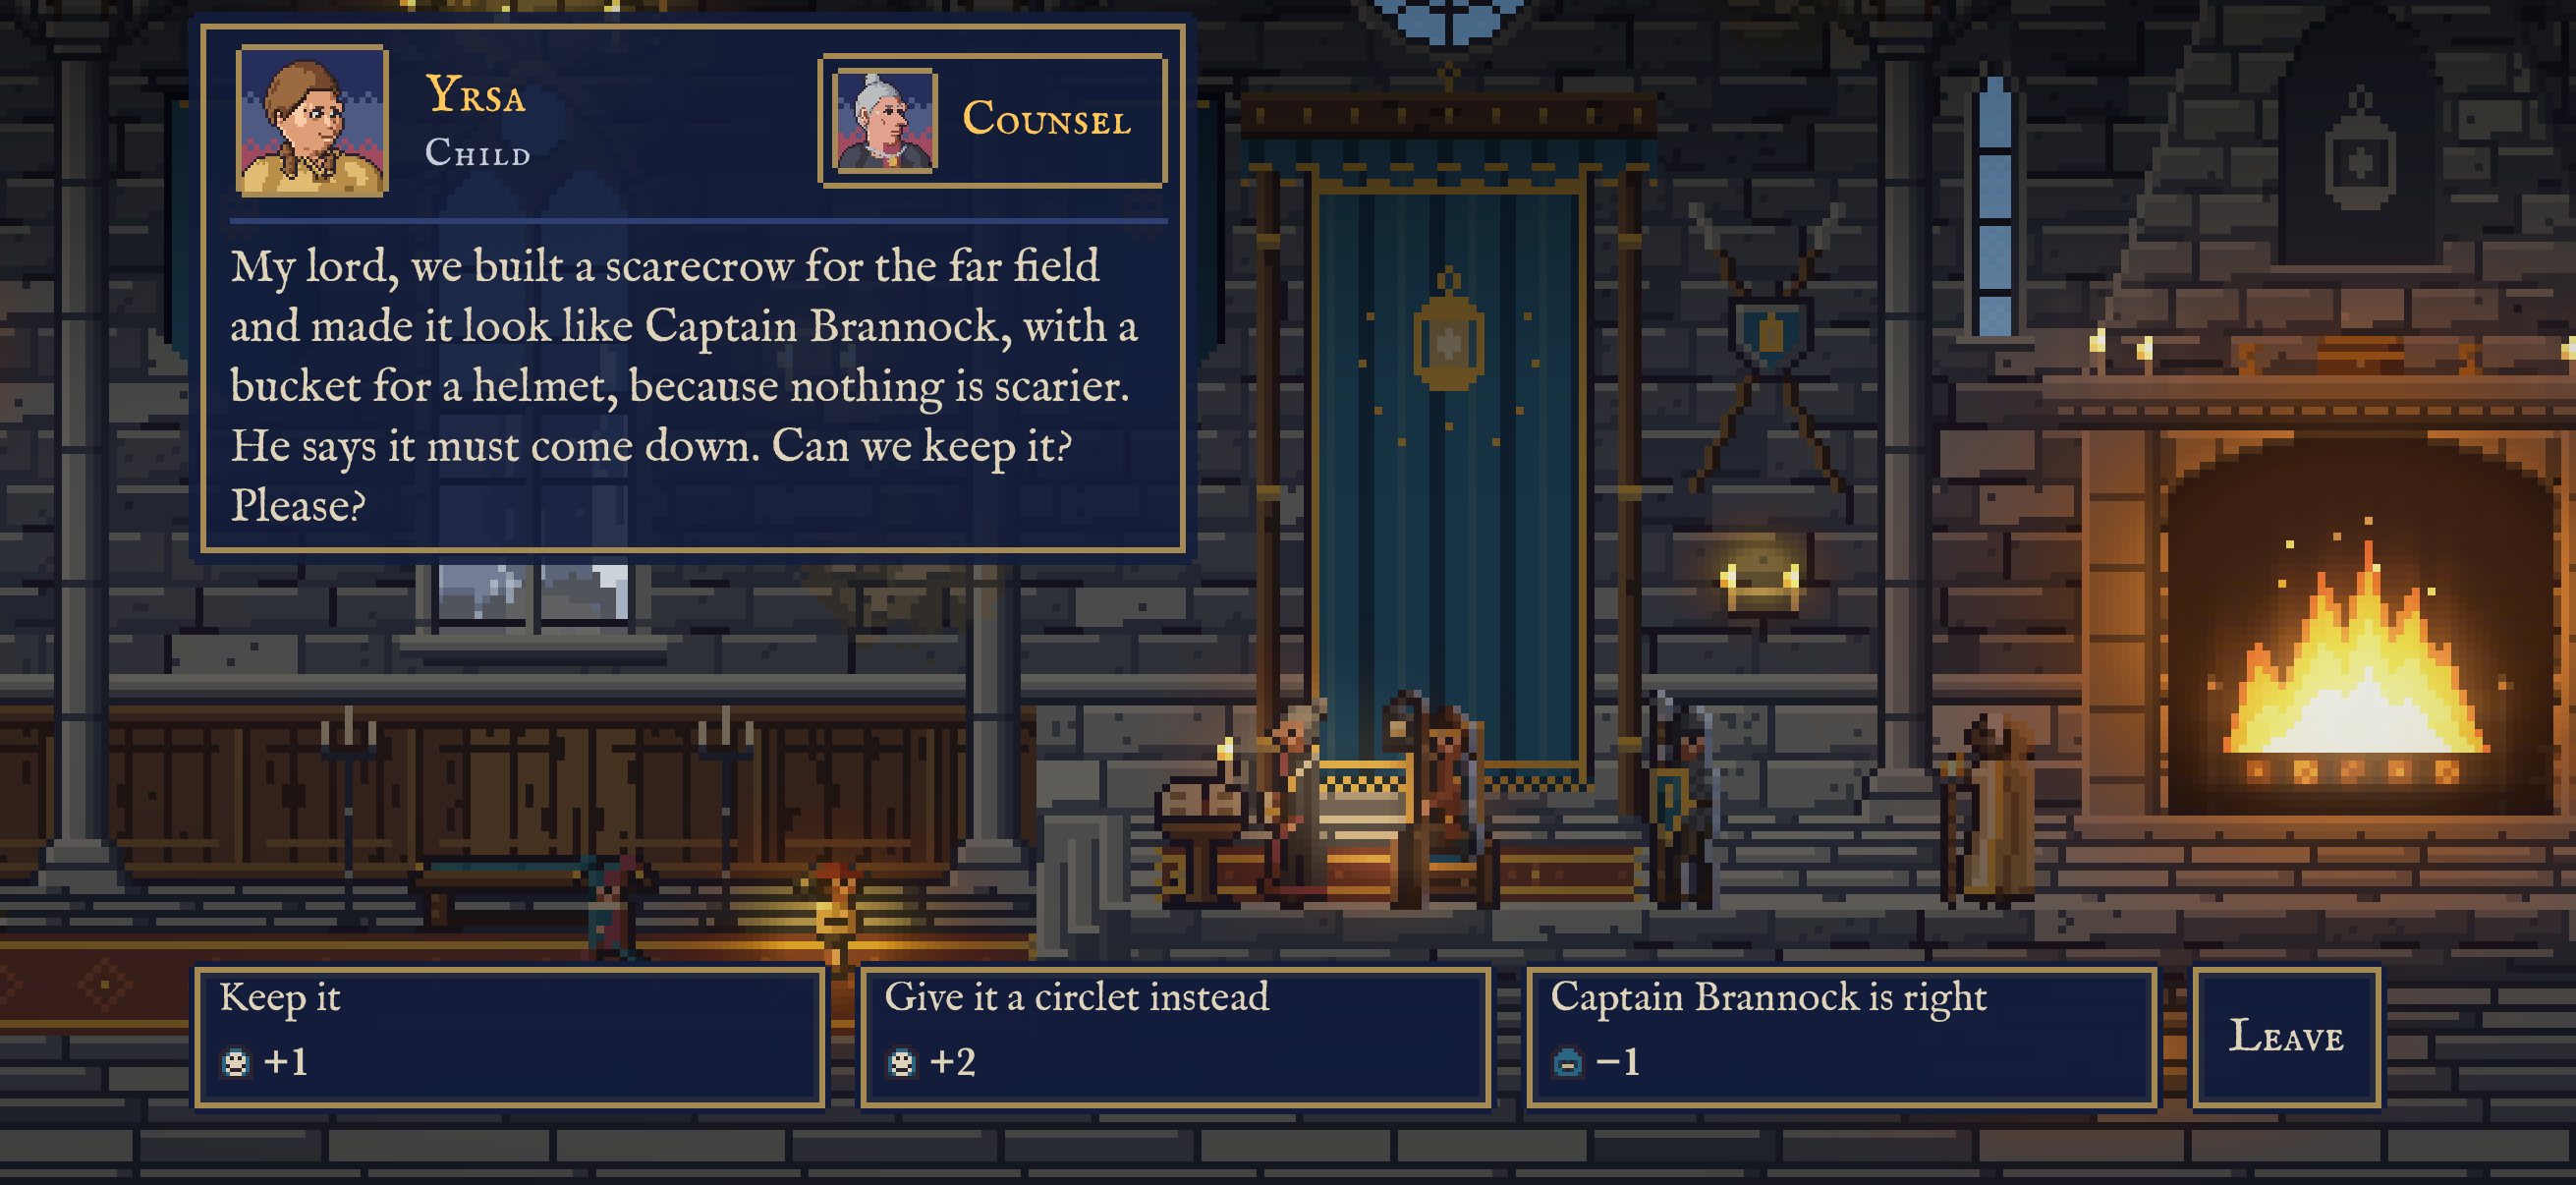 Yrsa
Child
Counsel
My lord, we built a scarecrow for the far field
and made it look like Captain Brannock, with a
bucket for a helmet, because nothing is scarier.
He says it must come down. Can we keep it?
Please?
Keep it
+1
Give it a circlet instead
+2
Captain Brannock is right
−1
Leave